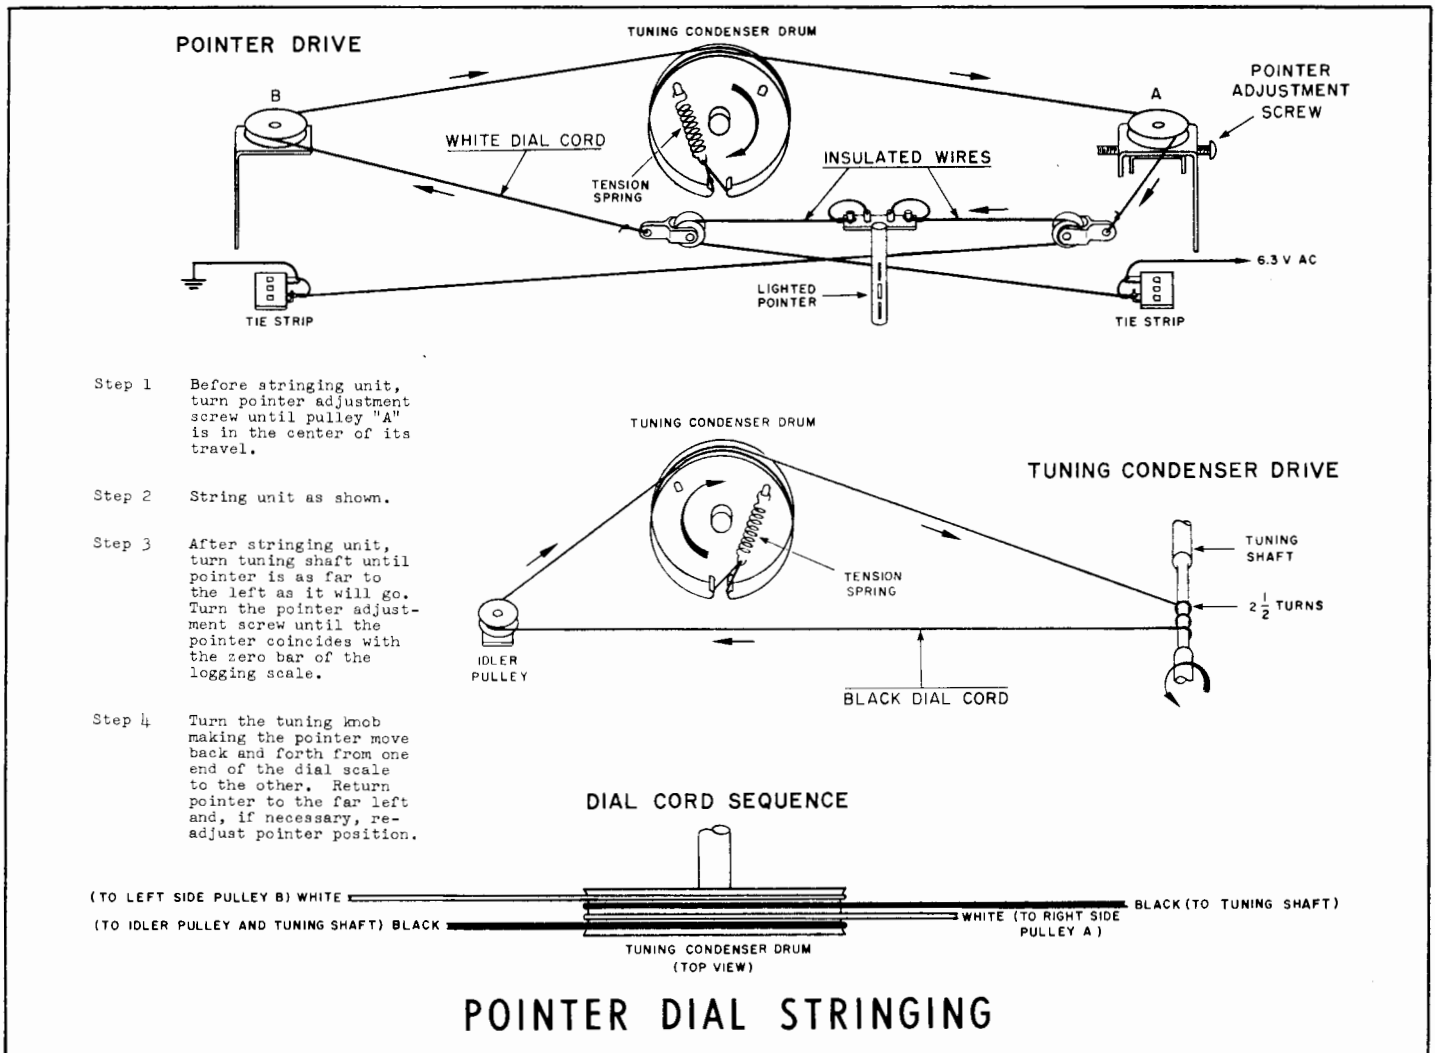 POINTER DRIVE
TUNING CONDENSER DRUM
B
A
POINTER
ADJUSTMENT
SCREW
WHITE DIAL CORD
TENSION
SPRING
INSULATED WIRES
6.3 V AC
LIGHTED
POINTER
TIE STRIP
TIE STRIP
Step 1 Before stringing unit,
turn pointer adjustment
screw until pulley "A"
is in the center of its
travel.
Step 2 String unit as shown.
Step 3 After stringing unit,
turn tuning shaft until
pointer is as far to
the left as it will go.
Turn the pointer adjust-
ment screw until the
pointer coincides with
the zero bar of the
logging scale.
Step 4 Turn the tuning knob
making the pointer move
back and forth from one
end of the dial scale
to the other. Return
pointer to the far left
and, if necessary, re-
adjust pointer position.
TUNING CONDENSER DRUM
TUNING CONDENSER DRIVE
TUNING
SHAFT
TENSION
SPRING
2 1/2 TURNS
IDLER
PULLEY
BLACK DIAL CORD
DIAL CORD SEQUENCE
(TO LEFT SIDE PULLEY B) WHITE
BLACK (TO TUNING SHAFT)
WHITE (TO RIGHT SIDE
PULLEY A)
(TO IDLER PULLEY AND TUNING SHAFT) BLACK
TUNING CONDENSER DRUM
(TOP VIEW)
POINTER DIAL STRINGING